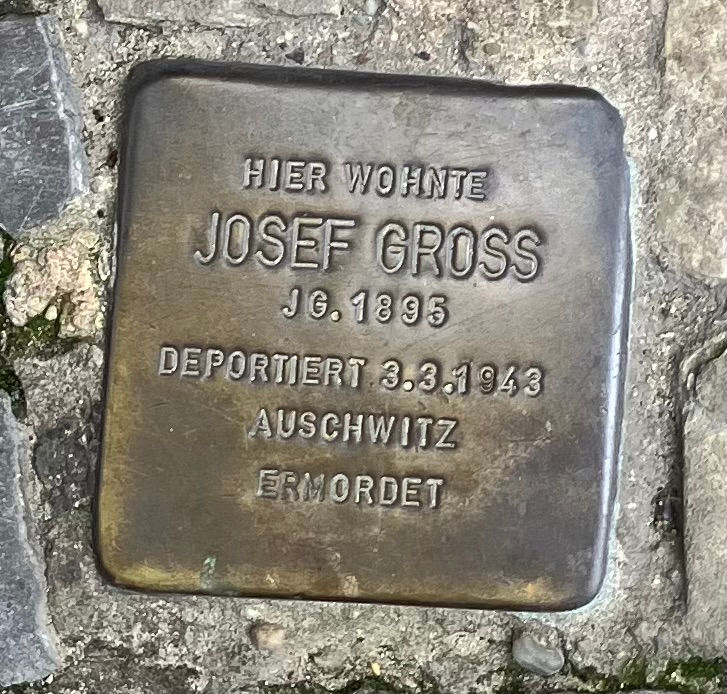 HIER WOHNTE
JOSEF GROSS
JG. 1895
DEPORTIERT 3.3.1943
AUSCHWITZ
ERMORDET